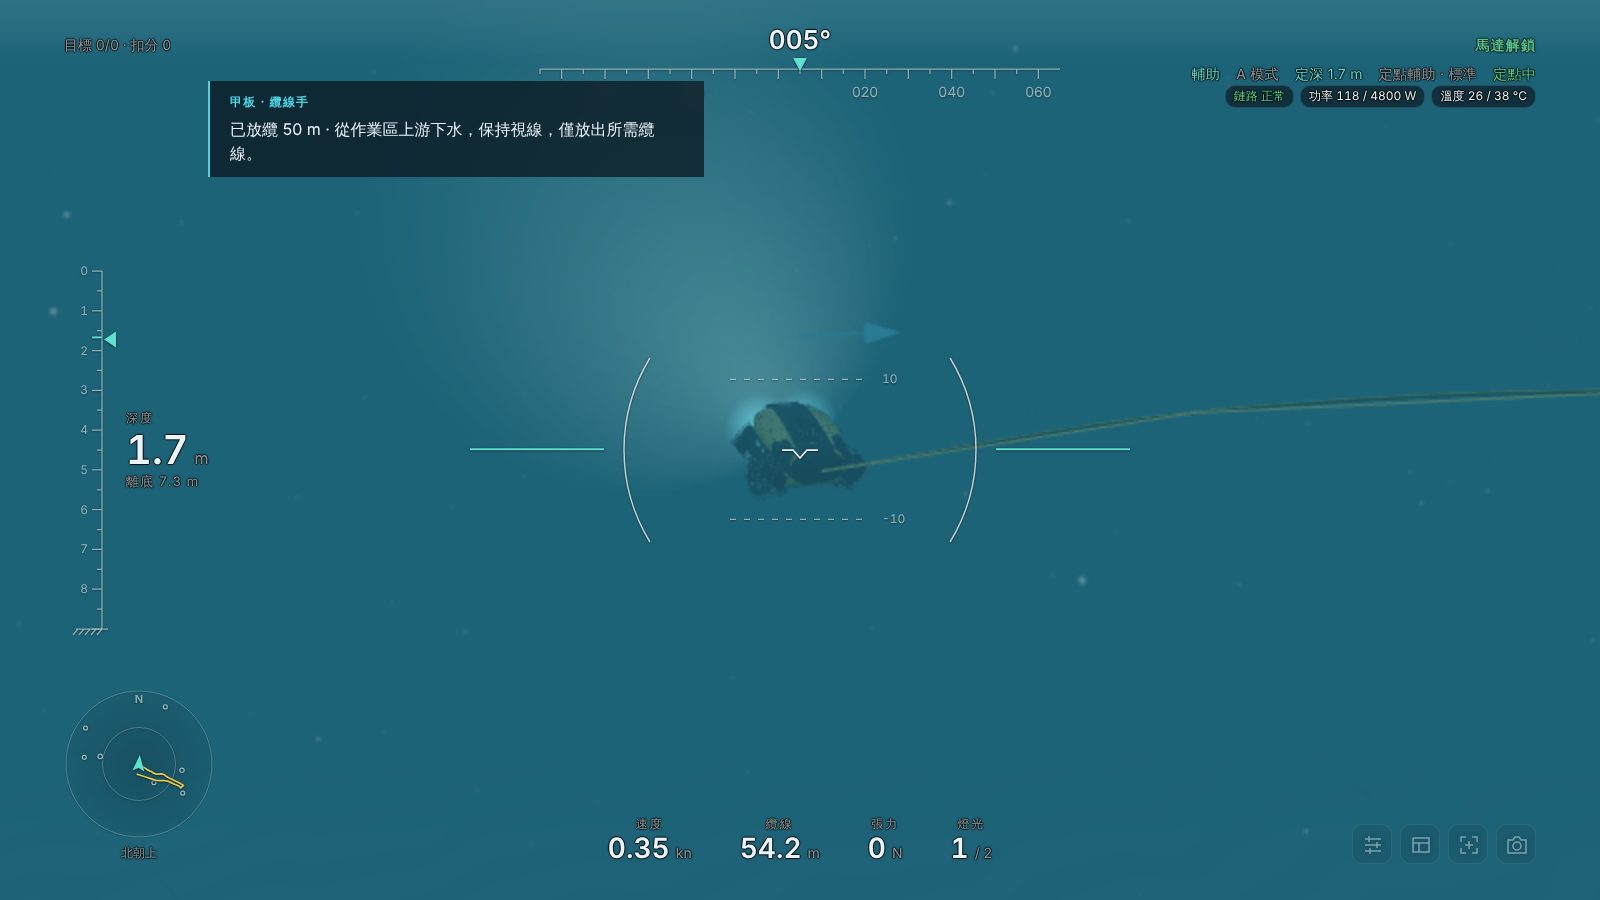 目標 0/0 · 扣分 0
005°
馬達解鎖
輔助 A 模式 定深 1.7 m 定點輔助 · 標準 定點中
鏈路 正常 功率 118 / 4800 W 溫度 26 / 38 °C
020 040 060
甲板 · 纜線手
已放纜 50 m · 從作業區上游下水，保持視線，僅放出所需纜
線。
0
1
2
3
4
5
6
7
8
深度
1.7 m
離底 7.3 m
10
-10
N
北朝上
速度 纜線 張力 燈光
0.35 kn 54.2 m 0 N 1 / 2